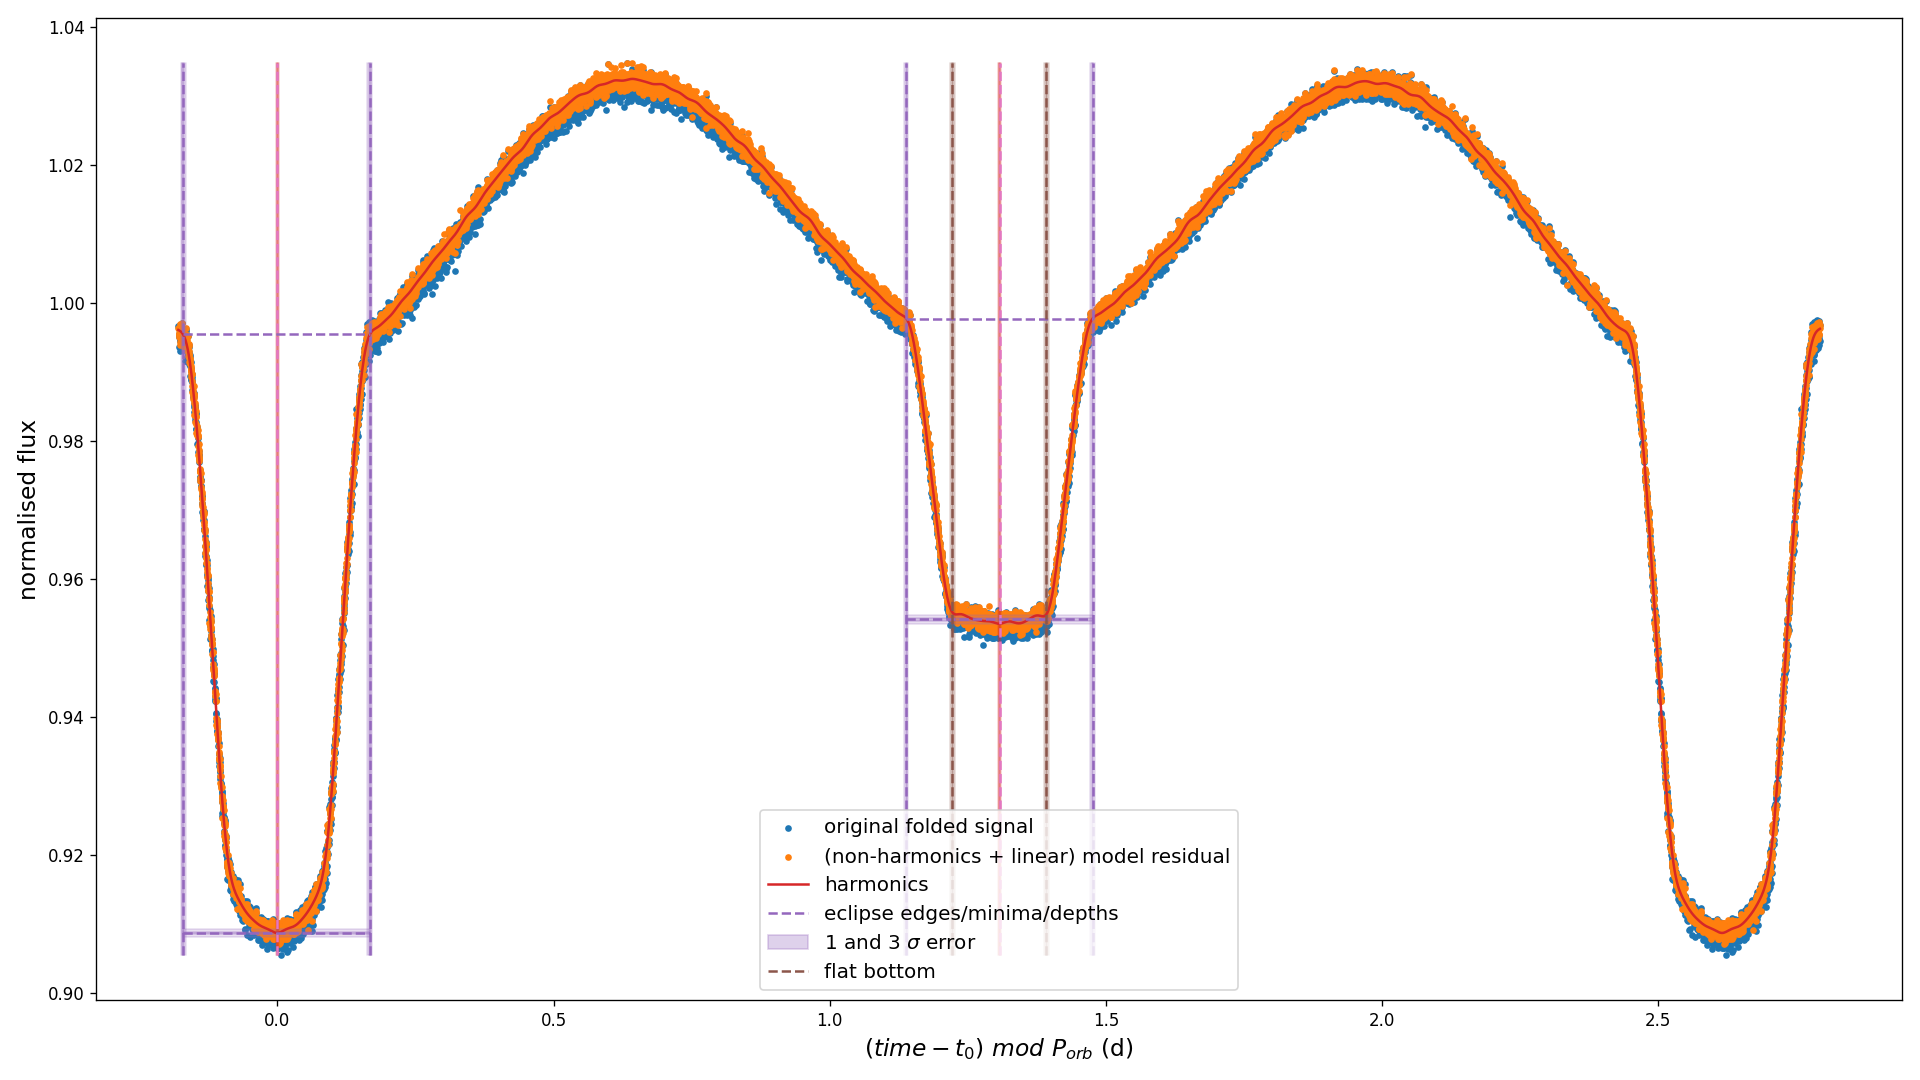 1.04
1.02
1.00
0.98
0.96
0.94
0.92
0.90
normalised flux
original folded signal
(non-harmonics + linear) model residual
harmonics
eclipse edges/minima/depths
1 and 3 σ error
flat bottom
0.0 0.5 1.0 1.5 2.0 2.5
(time − t₀) mod Pₒᵣb (d)